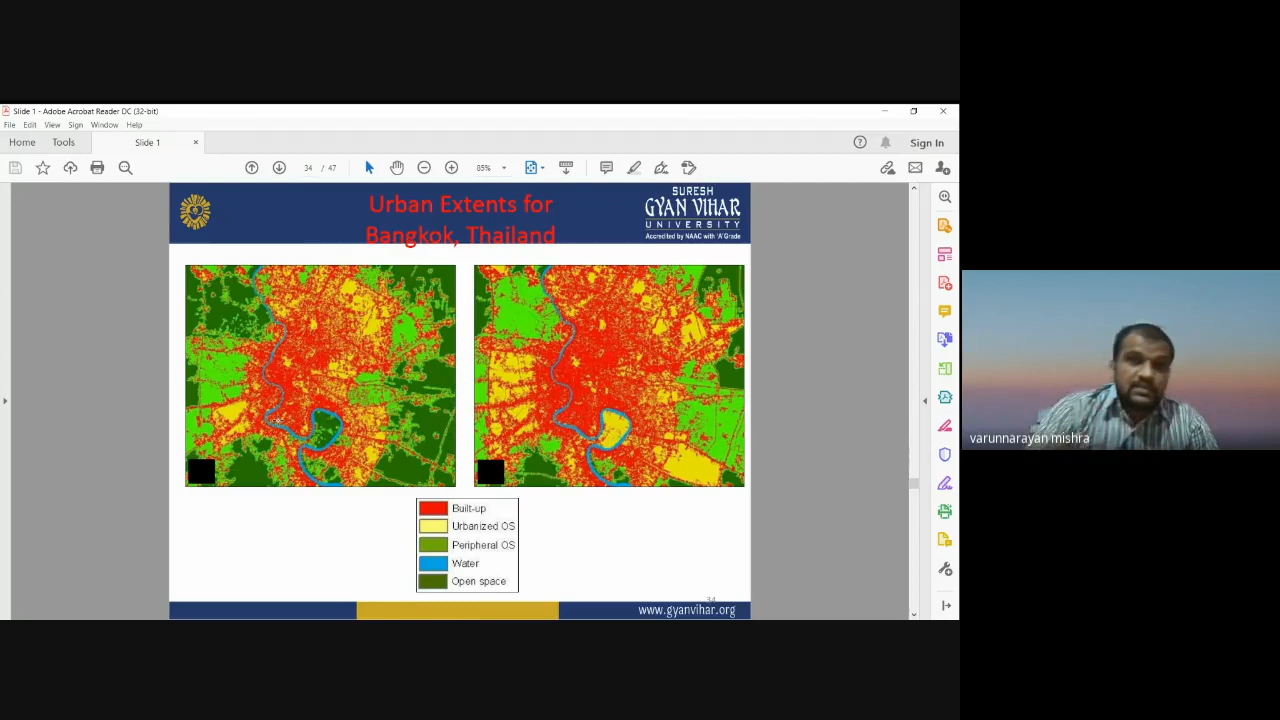 Slide 1 - Adobe Acrobat Reader DC (32-bit)
File Edit View Sign Window Help
Home Tools Slide 1 × Sign In
34 / 47 85%
Urban Extents for
Bangkok, Thailand
SURESH
GYAN VIHAR
UNIVERSITY
Accredited by NAAC with 'A' Grade
Built-up
Urbanized OS
Peripheral OS
Water
Open space
34
www.gyanvihar.org
varunnarayan mishra